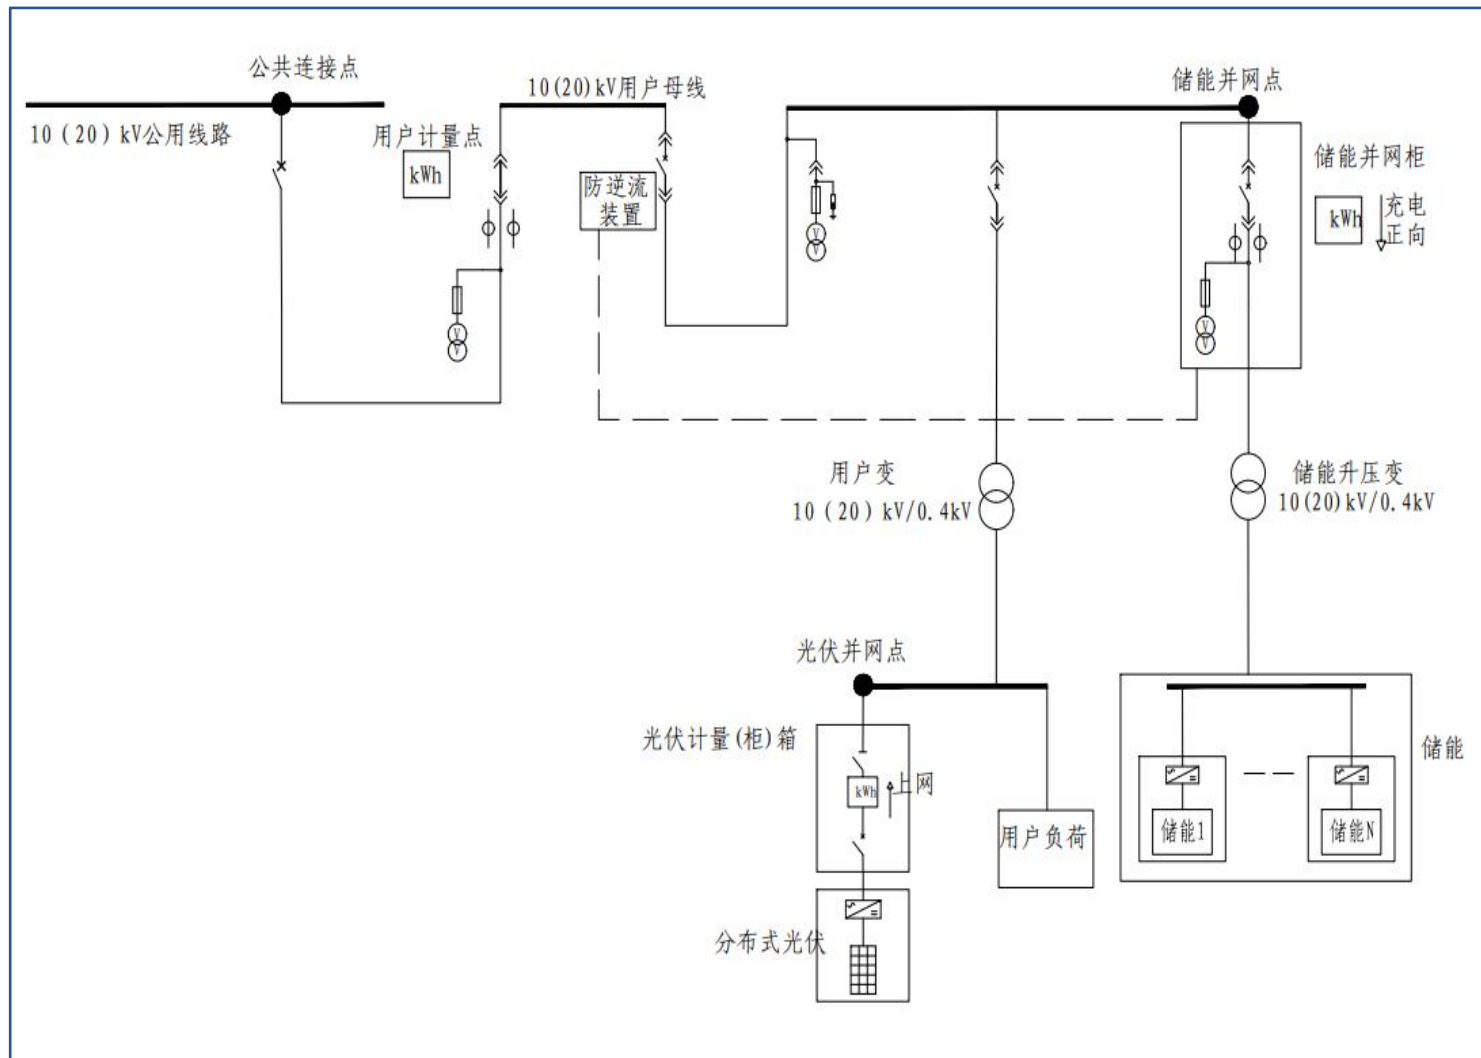 公共连接点
10(20)kV用户母线
储能并网点
10（20）kV公用线路
用户计量点
kWh
防逆流
装置
储能并网柜
kWh
充电
正向
V
V
V
V
V
V
用户变
10（20）kV/0.4kV
储能升压变
10(20)kV/0.4kV
光伏并网点
光伏计量(柜)箱
kWh
上网
用户负荷
储能
储能1
储能N
分布式光伏